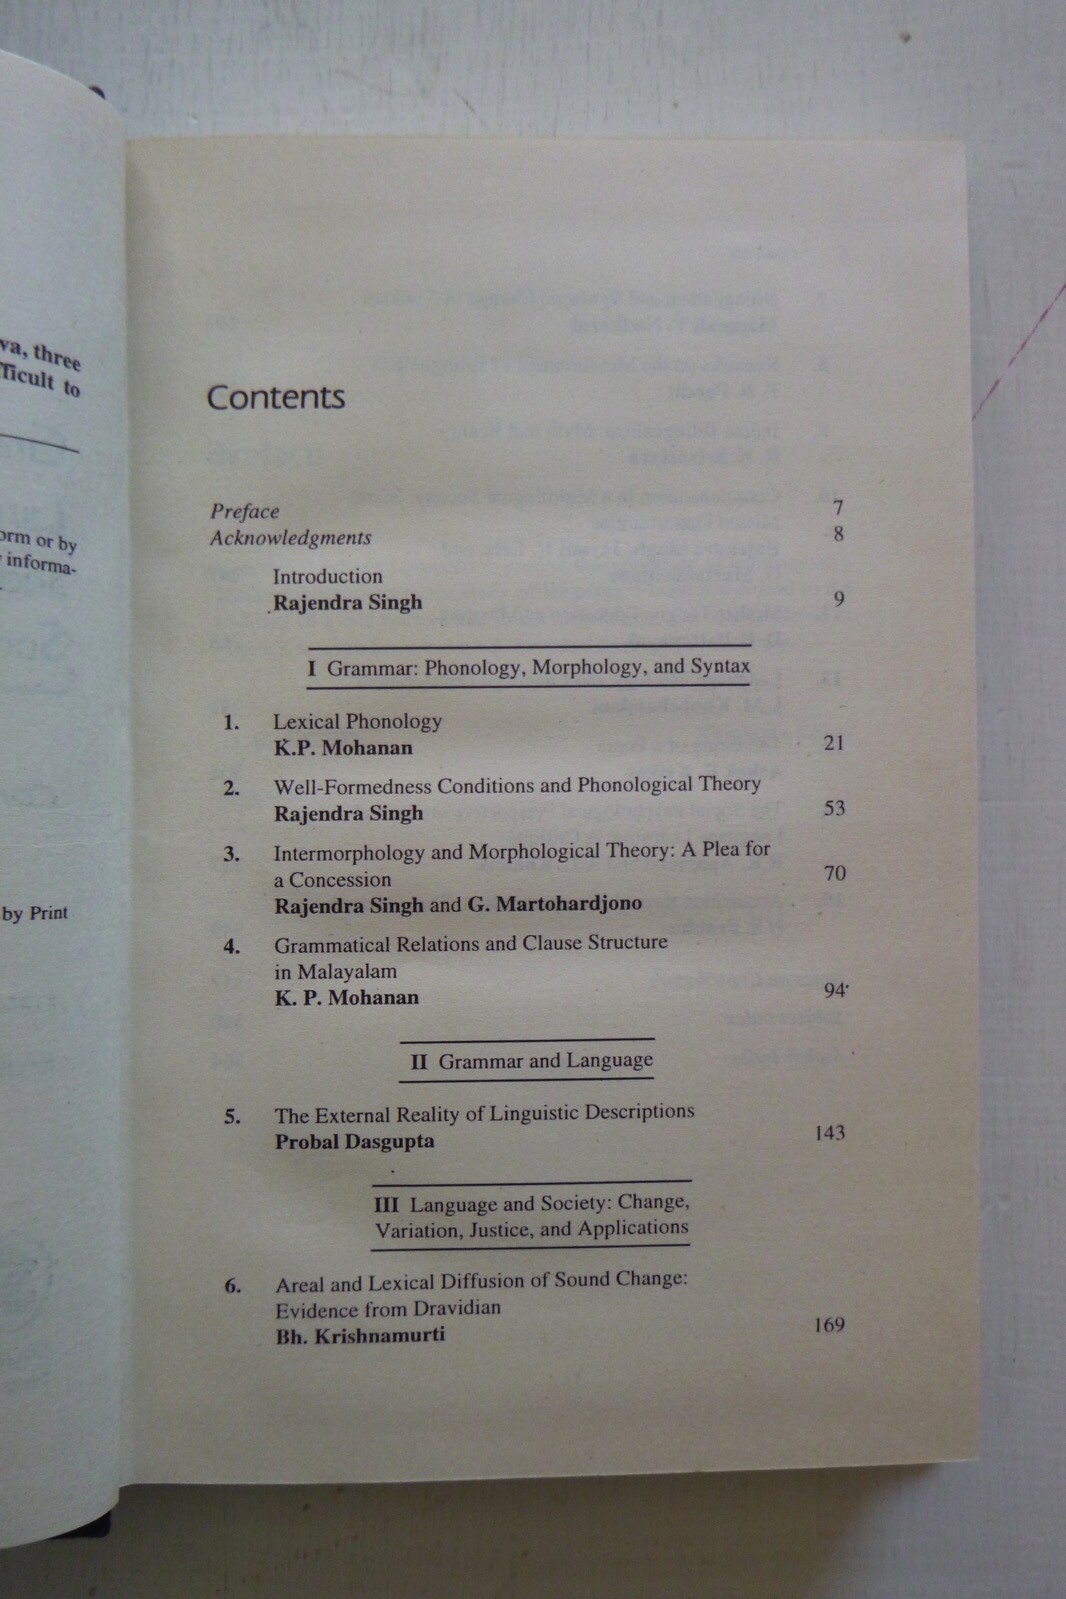 va, three
fficult to
orm or by
informa-
by Print
Contents
Preface 7
Acknowledgments 8
Introduction
Rajendra Singh 9
I Grammar: Phonology, Morphology, and Syntax
1. Lexical Phonology
K.P. Mohanan 21
2. Well-Formedness Conditions and Phonological Theory
Rajendra Singh 53
3. Intermorphology and Morphological Theory: A Plea for
a Concession 70
Rajendra Singh and G. Martohardjono
4. Grammatical Relations and Clause Structure
in Malayalam
K. P. Mohanan 94
II Grammar and Language
5. The External Reality of Linguistic Descriptions
Probal Dasgupta 143
III Language and Society: Change,
Variation, Justice, and Applications
6. Areal and Lexical Diffusion of Sound Change:
Evidence from Dravidian
Bh. Krishnamurti 169